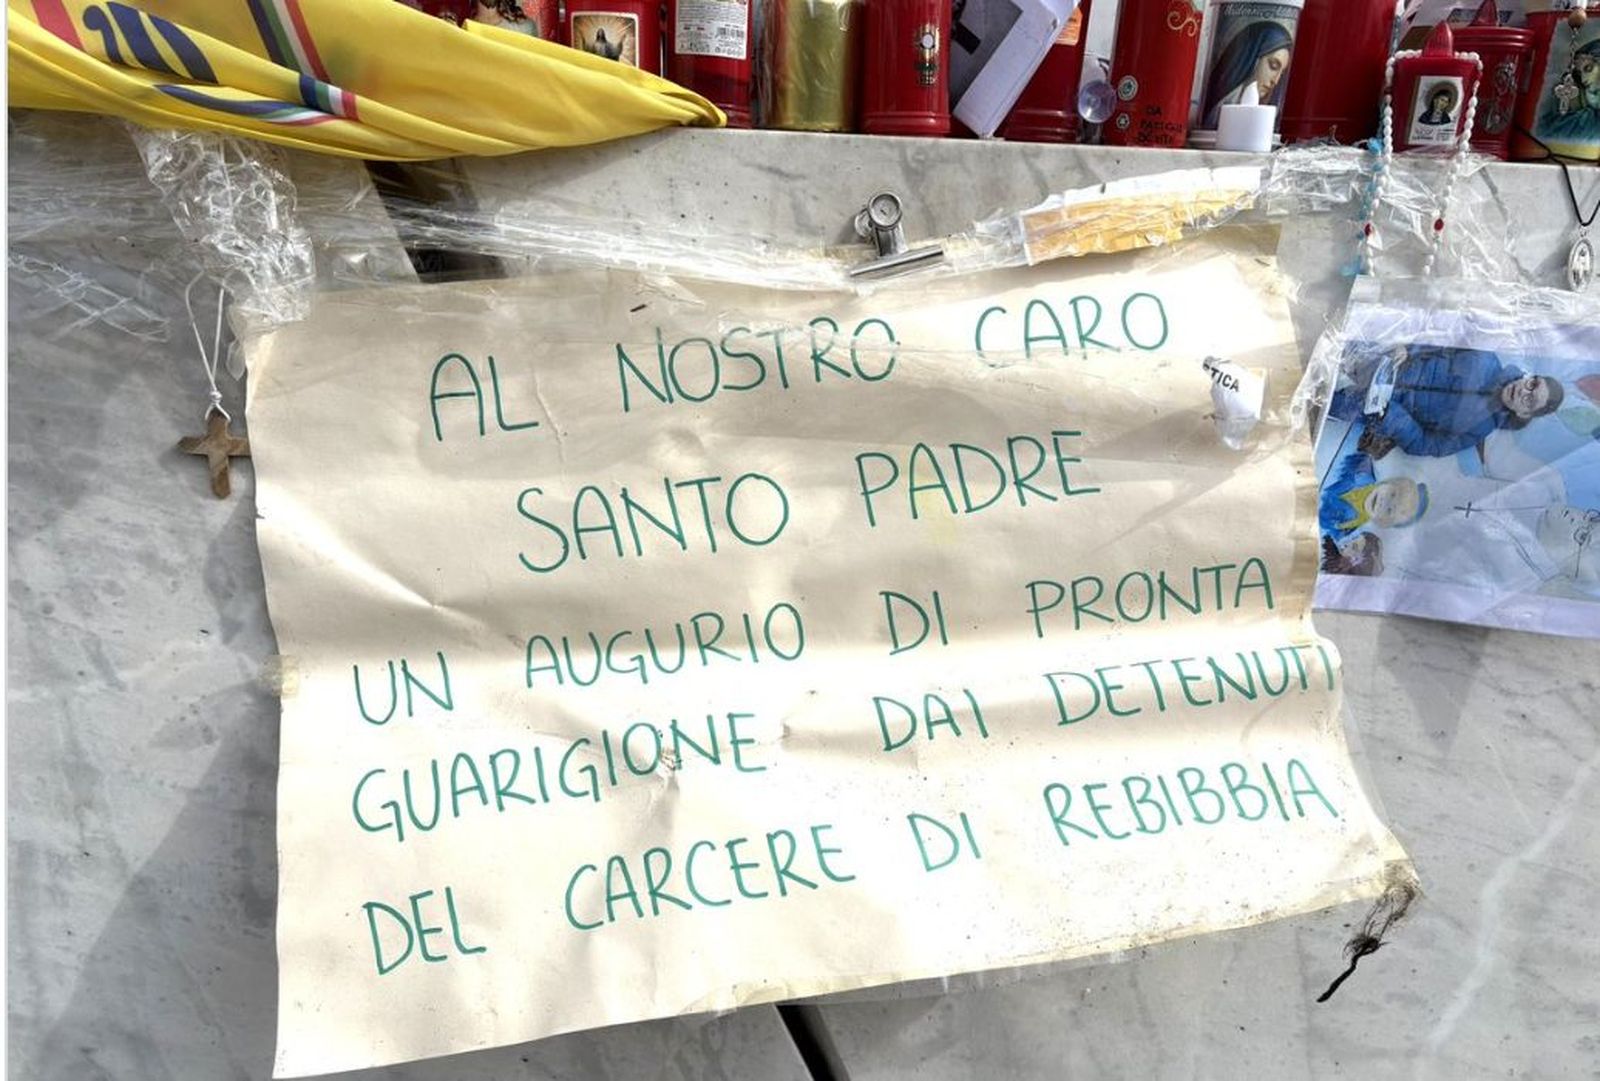 AL NOSTRO CARO
SANTO PADRE
UN AUGURIO DI PRONTA
GUARIGIONE DAI DETENUTI
DEL CARCERE DI REBIBBIA